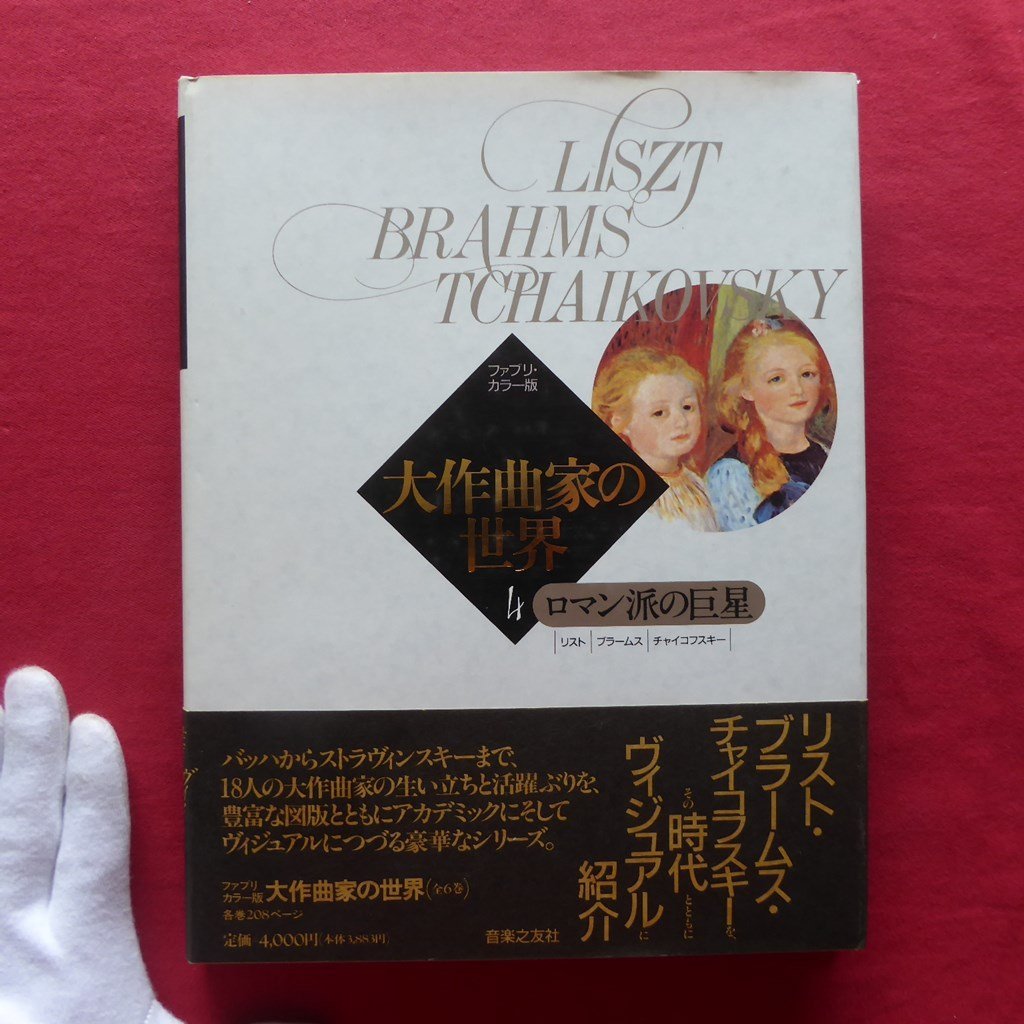 LISZT
BRAHMS
TCHAIKOVSKY
ファブリ・
カラー版
大作曲家の
世界
4
ロマン派の巨星
リスト ブラームス チャイコフスキー
リスト・
ブラームス・
チャイコフスキーを、
その時代とともに
ヴィジュアルに
紹介
バッハからストラヴィンスキーまで、
18人の大作曲家の生い立ちと活躍ぶりを、
豊富な図版とともにアカデミックにそして
ヴィジュアルにつづる豪華なシリーズ。
ファブリ
カラー版 大作曲家の世界(全6巻)
各巻208ページ
定価 4,000円(本体3,883円)
音楽之友社